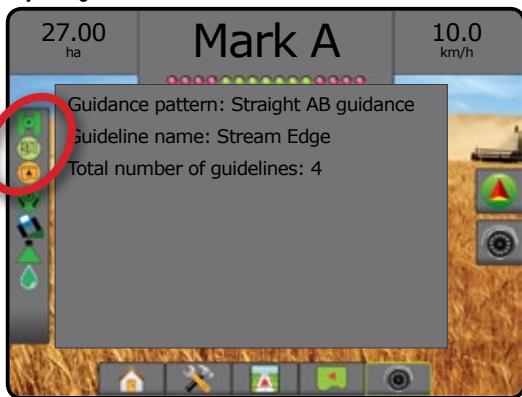 27.00
ha
Mark A
10.0
km/h
Guidance pattern: Straight AB guidance
Guideline name: Stream Edge
Total number of guidelines: 4